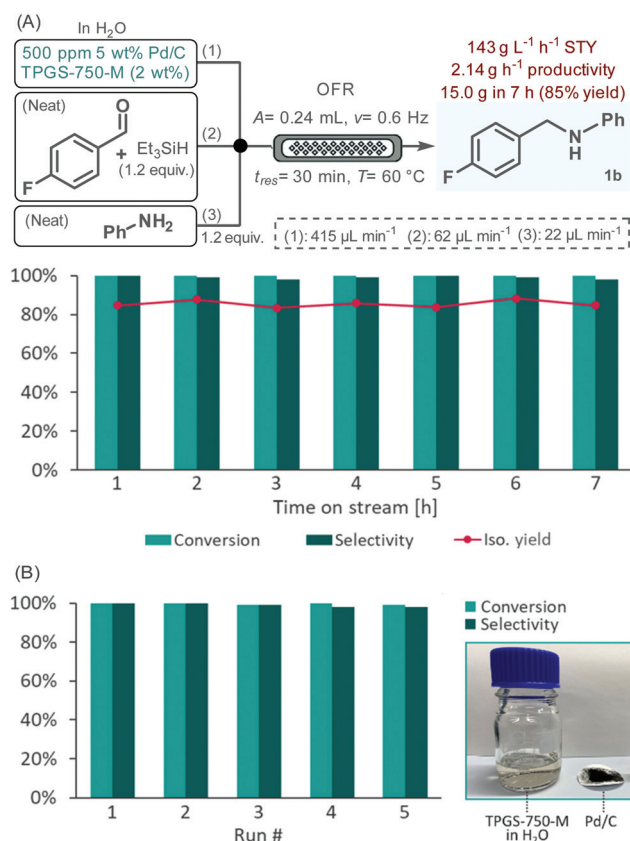 (A)
In H₂O
500 ppm 5 wt% Pd/C
TPGS-750-M (2 wt%)
(1)
(Neat)
O
F
+
Et₃SiH
(1.2 equiv.)
(2)
(Neat)
Ph
NH₂
(3)
1.2 equiv.
OFR
A= 0.24 mL, ν= 0.6 Hz
tres= 30 min, T= 60 °C
143 g L⁻¹ h⁻¹ STY
2.14 g h⁻¹ productivity
15.0 g in 7 h (85% yield)
F
N
H
Ph
1b
(1): 415 µL min⁻¹ (2): 62 µL min⁻¹ (3): 22 µL min⁻¹
100%
80%
60%
40%
20%
0%
1 2 3 4 5 6 7
Time on stream [h]
Conversion Selectivity Iso. yield
(B)
100%
80%
60%
40%
20%
0%
1 2 3 4 5
Run #
Conversion
Selectivity
TPGS-750-M
in H₂O
Pd/C